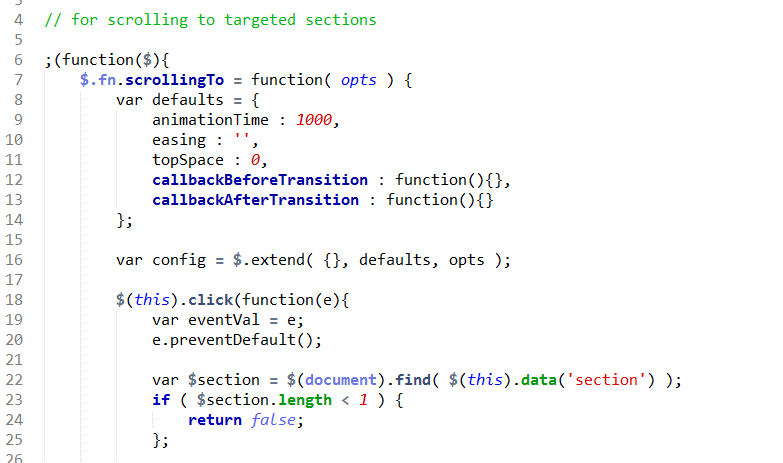 4 // for scrolling to targeted sections
5
6 ;(function($){
7 $.fn.scrollingTo = function( opts ) {
8 var defaults = {
9 animationTime : 1000,
10 easing : '',
11 topSpace : 0,
12 callbackBeforeTransition : function(){},
13 callbackAfterTransition : function(){}
14 };
15
16 var config = $.extend( {}, defaults, opts );
17
18 $(this).click(function(e){
19 var eventVal = e;
20 e.preventDefault();
21
22 var $section = $(document).find( $(this).data('section') );
23 if ( $section.length < 1 ) {
24 return false;
25 };
26